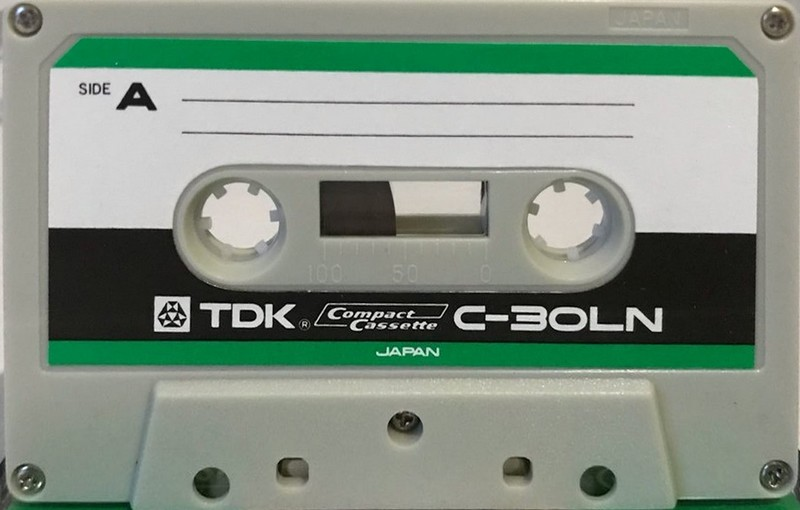 JAPAN
SIDE A
100 50 0
TDK ® Compact Cassette C-30LN
JAPAN